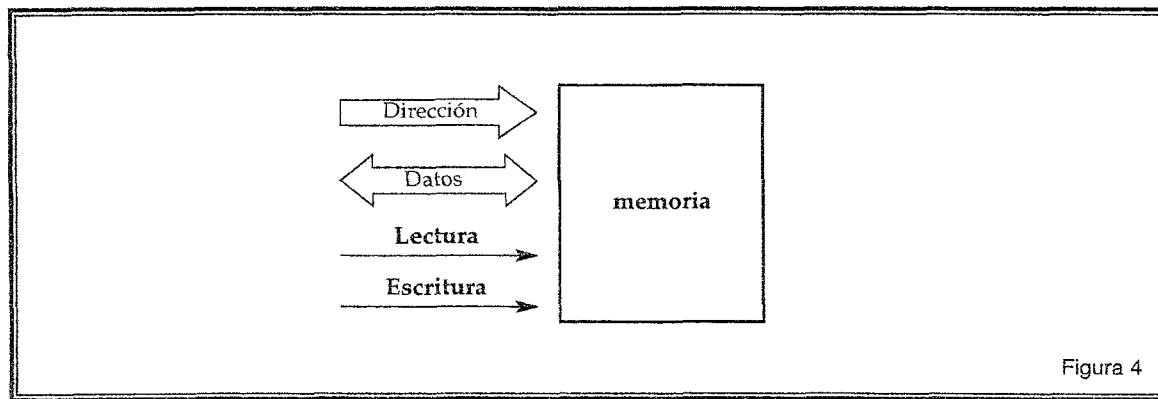 Dirección
Datos
memoria
Lectura
Escritura
Figura 4